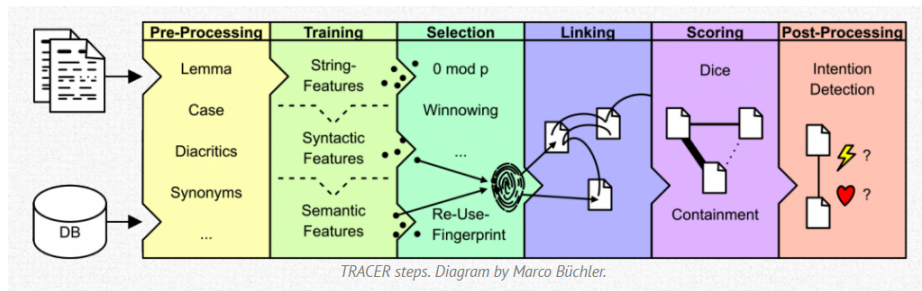 Pre-Processing
Training
Selection
Linking
Scoring
Post-Processing
Lemma
Case
Diacritics
Synonyms
...
String-
Features
Syntactic
Features
Semantic
Features
0 mod p
Winnowing
...
Re-Use-
Fingerprint
Dice
Containment
Intention
Detection
?
?
DB
TRACER steps. Diagram by Marco Büchler.